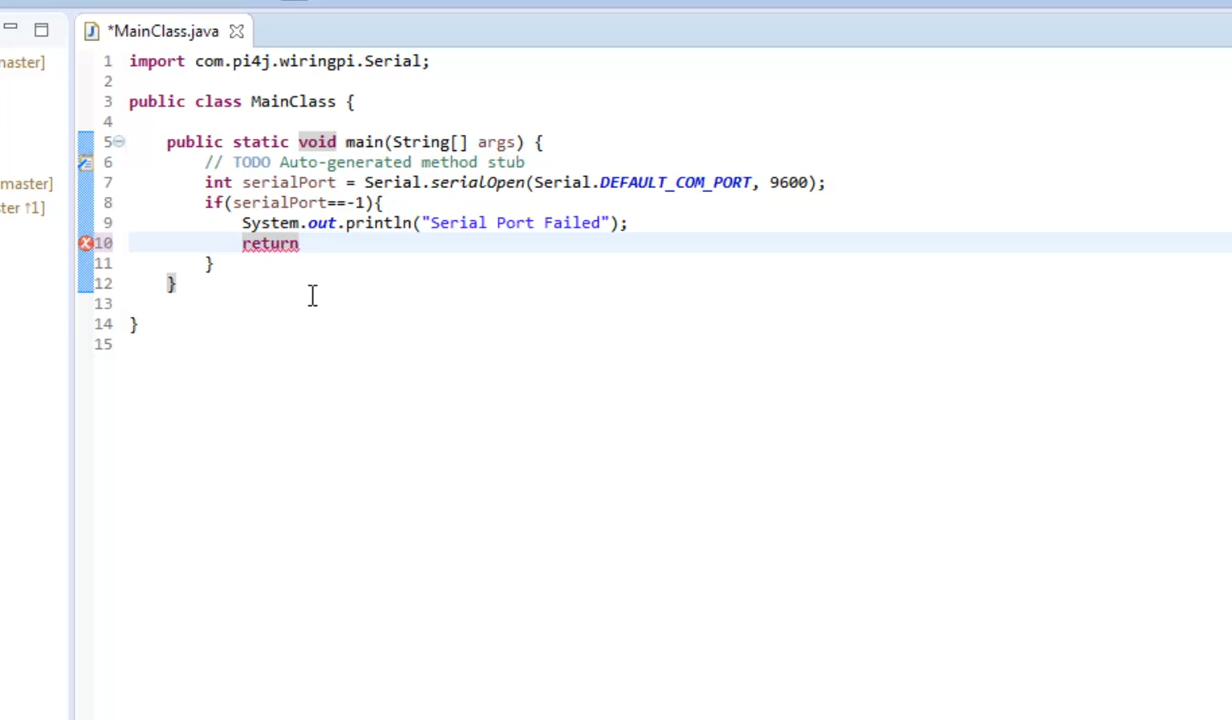 *MainClass.java
master]
master]
ster ↑1]
1 import com.pi4j.wiringpi.Serial;
2
3 public class MainClass {
4
5 public static void main(String[] args) {
6 // TODO Auto-generated method stub
7 int serialPort = Serial.serialOpen(Serial.DEFAULT_COM_PORT, 9600);
8 if(serialPort==-1){
9 System.out.println("Serial Port Failed");
10 return
11 }
12 }
13
14 }
15